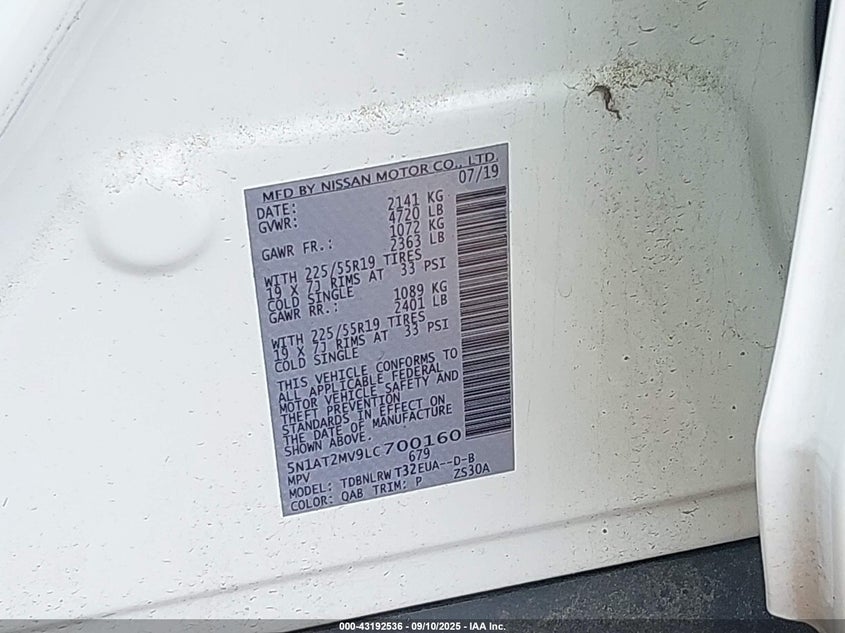 MFD BY NISSAN MOTOR CO., LTD.
DATE: 07/19
GVWR: 2141 KG
4720 LB
GAWR FR.: 1072 KG
2363 LB
WITH 225/55R19 TIRES
19 X 7J RIMS AT 33 PSI
COLD SINGLE
GAWR RR.: 1089 KG
2401 LB
WITH 225/55R19 TIRES
19 X 7J RIMS AT 33 PSI
COLD SINGLE
THIS VEHICLE CONFORMS TO
ALL APPLICABLE FEDERAL
MOTOR VEHICLE SAFETY AND
THEFT PREVENTION
STANDARDS IN EFFECT ON
THE DATE OF MANUFACTURE
SHOWN ABOVE.
5N1AT2MV9LC700160
MPV 679
MODEL: TDBNLRW T32EUA--D-B
COLOR: QAB TRIM: P ZS30A
000-43192536 - 09/10/2025 - IAA Inc.